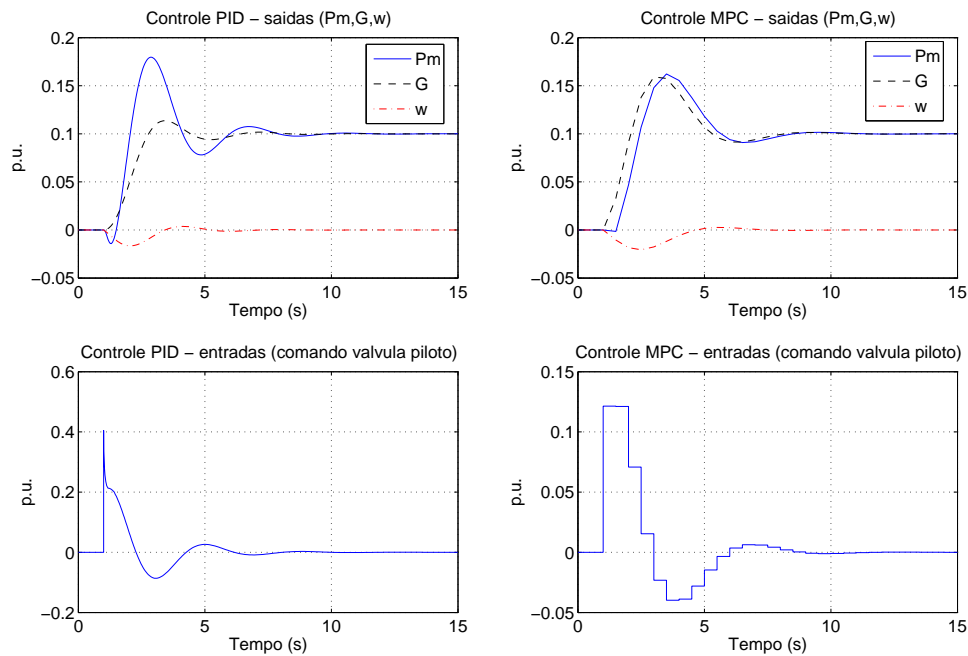 Controle PID − saidas (Pm,G,w)
0.2
0.15
0.1
0.05
0
−0.05
p.u.
Pm
G
w
0
5
10
15
Tempo (s)
Controle MPC − saidas (Pm,G,w)
0.2
0.15
0.1
0.05
0
−0.05
p.u.
Pm
G
w
0
5
10
15
Tempo (s)
Controle PID − entradas (comando valvula piloto)
0.6
0.4
0.2
0
−0.2
p.u.
0
5
10
15
Tempo (s)
Controle MPC − entradas (comando valvula piloto)
0.15
0.1
0.05
0
−0.05
p.u.
0
5
10
15
Tempo (s)